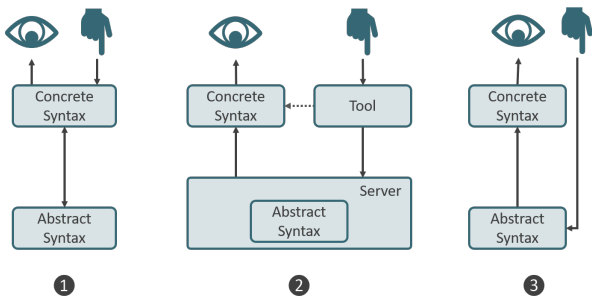 Concrete
Syntax
Abstract
Syntax
1
Concrete
Syntax
Tool
Server
Abstract
Syntax
2
Concrete
Syntax
Abstract
Syntax
3